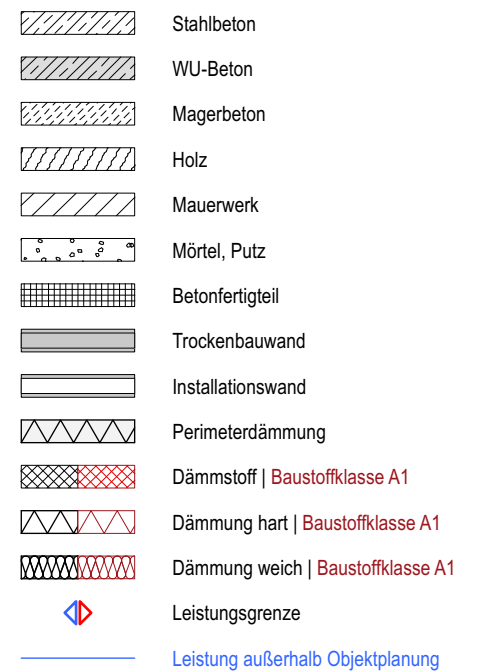 Stahlbeton
WU-Beton
Magerbeton
Holz
Mauerwerk
Mörtel, Putz
Betonfertigteil
Trockenbauwand
Installationswand
Perimeterdämmung
Dämmstoff | Baustoffklasse A1
Dämmung hart | Baustoffklasse A1
Dämmung weich | Baustoffklasse A1
Leistungsgrenze
Leistung außerhalb Objektplanung